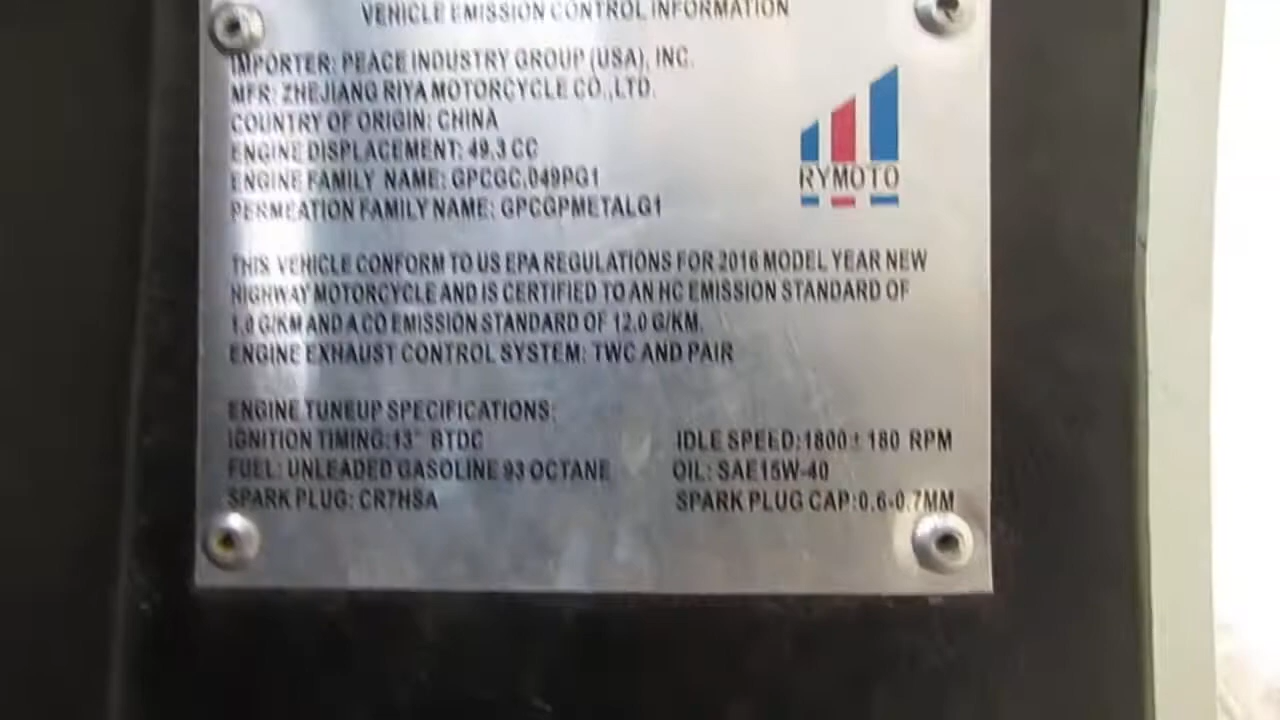 VEHICLE EMISSION CONTROL INFORMATION
IMPORTER: PEACE INDUSTRY GROUP (USA), INC.
MFR: ZHEJIANG RIYA MOTORCYCLE CO.,LTD.
COUNTRY OF ORIGIN: CHINA
ENGINE DISPLACEMENT: 49.3 CC
ENGINE FAMILY NAME: GPCGC.049PG1
PERMEATION FAMILY NAME: GPCGPMETALG1
RYMOTO
THIS VEHICLE CONFORM TO US EPA REGULATIONS FOR 2016 MODEL YEAR NEW
HIGHWAY MOTORCYCLE AND IS CERTIFIED TO AN HC EMISSION STANDARD OF
1.0 G/KM AND A CO EMISSION STANDARD OF 12.0 G/KM.
ENGINE EXHAUST CONTROL SYSTEM: TWC AND PAIR
ENGINE TUNEUP SPECIFICATIONS:
IGNITION TIMING:13° BTDC IDLE SPEED:1800±180 RPM
FUEL: UNLEADED GASOLINE 93 OCTANE OIL: SAE15W-40
SPARK PLUG: CR7HSA SPARK PLUG CAP:0.6-0.7MM